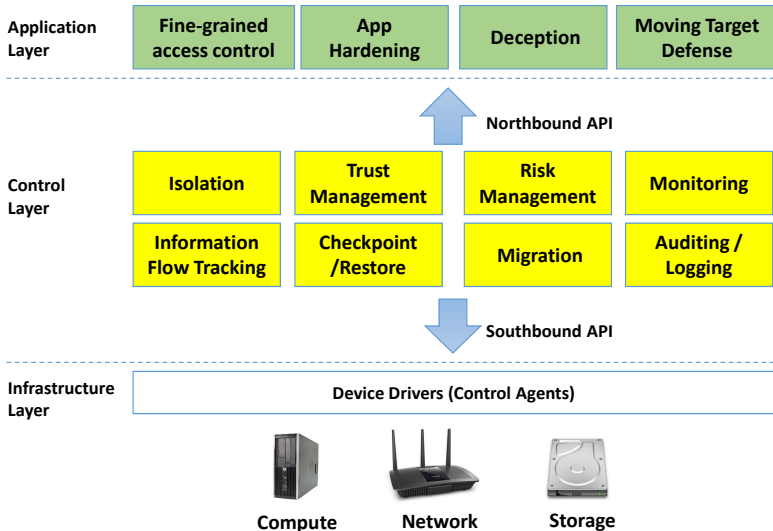 Application
Layer
Fine-grained
access control
App
Hardening
Deception
Moving Target
Defense
Northbound API
Control
Layer
Isolation
Trust
Management
Risk
Management
Monitoring
Information
Flow Tracking
Checkpoint
/Restore
Migration
Auditing /
Logging
Southbound API
Infrastructure
Layer
Device Drivers (Control Agents)
Compute
Network
Storage